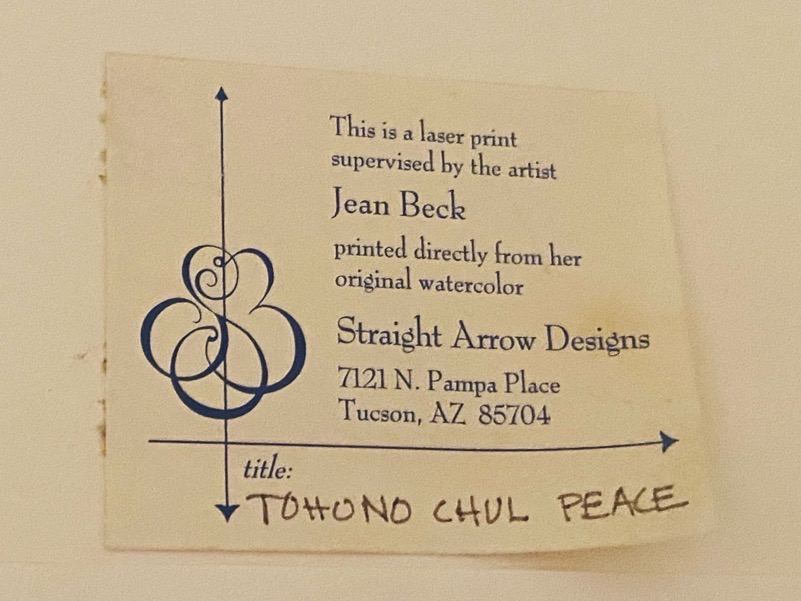 This is a laser print
supervised by the artist
Jean Beck
printed directly from her
original watercolor
Straight Arrow Designs
7121 N. Pampa Place
Tucson, AZ 85704
title:
TOHONO CHUL PEACE